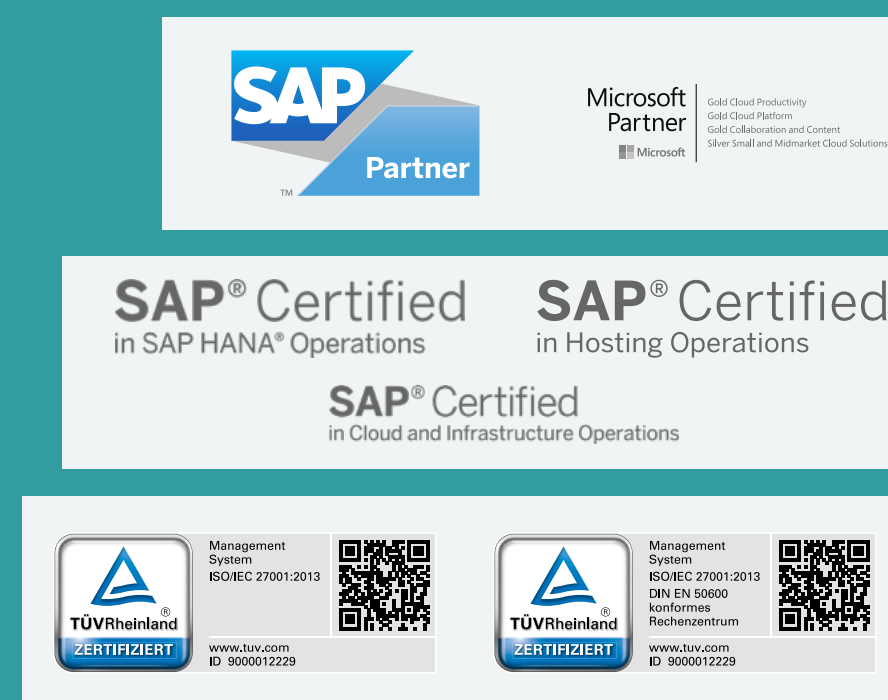 SAP
Partner
™
Microsoft
Partner
Microsoft
Gold Cloud Productivity
Gold Cloud Platform
Gold Collaboration and Content
Silver Small and Midmarket Cloud Solutions
SAP® Certified
in SAP HANA® Operations
SAP® Certified
in Hosting Operations
SAP® Certified
in Cloud and Infrastructure Operations
TÜVRheinland®
ZERTIFIZIERT
Management
System
ISO/IEC 27001:2013
www.tuv.com
ID 9000012229
TÜVRheinland®
ZERTIFIZIERT
Management
System
ISO/IEC 27001:2013
DIN EN 50600
konformes
Rechenzentrum
www.tuv.com
ID 9000012229